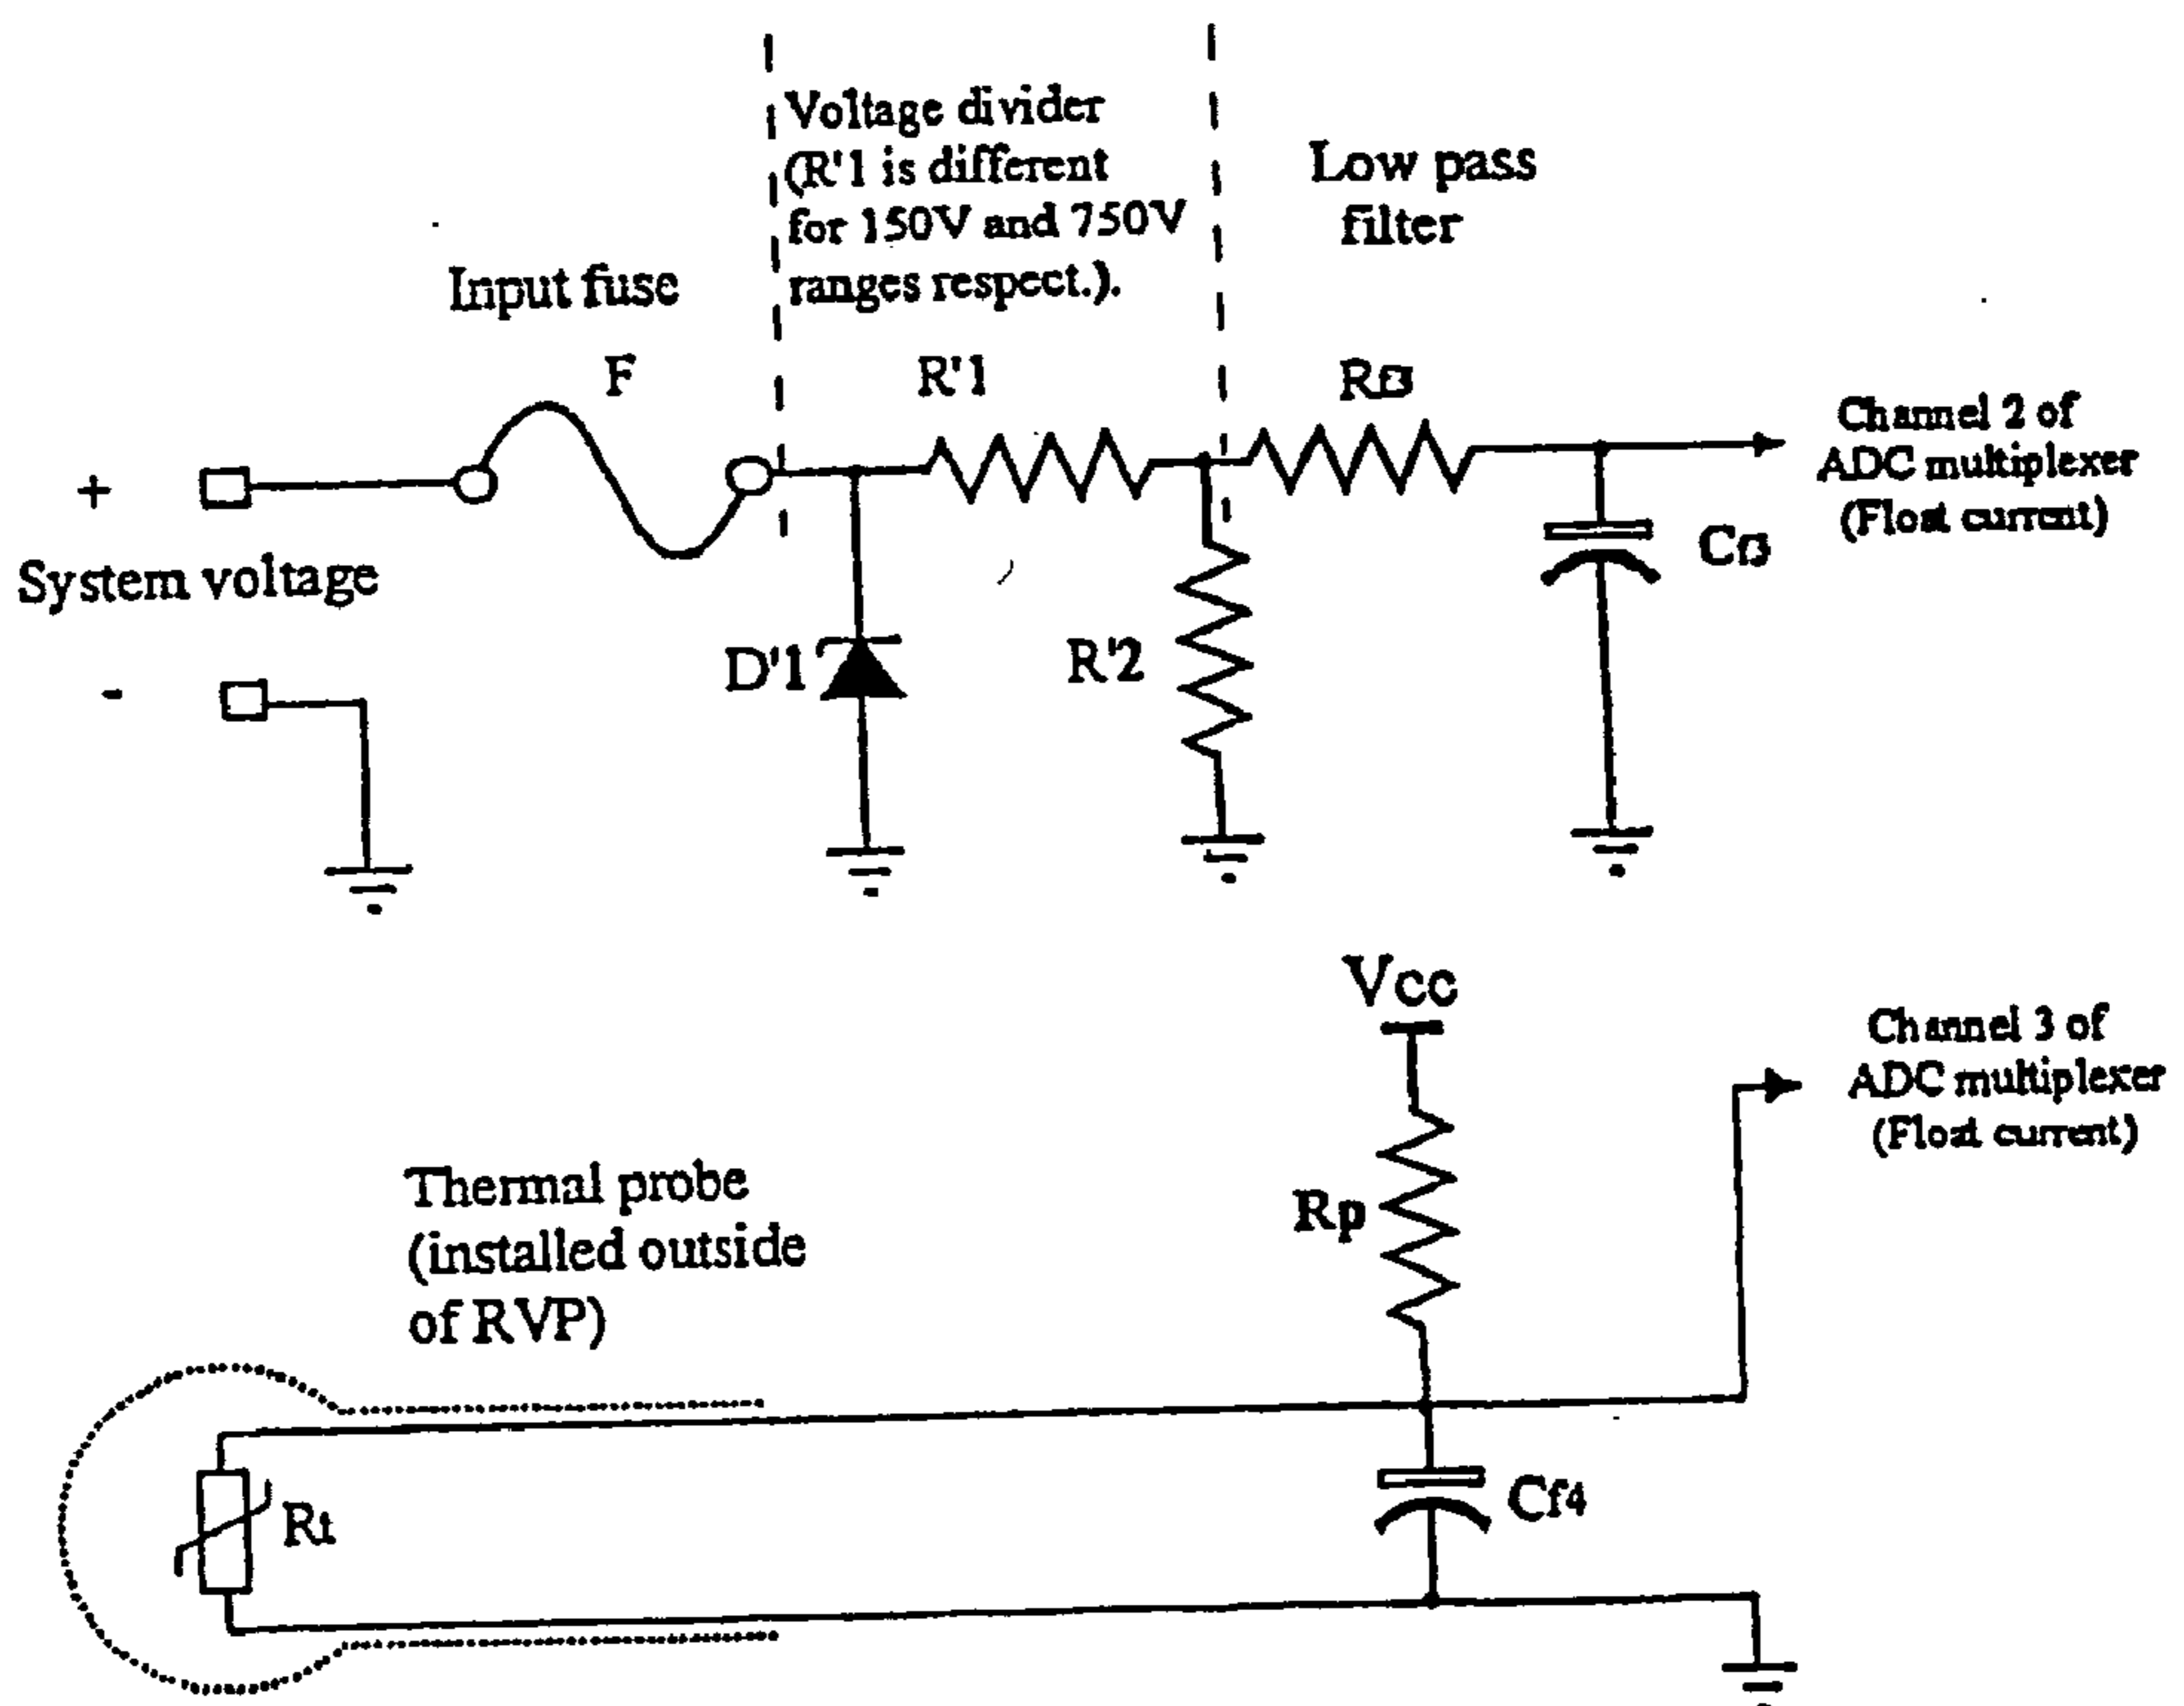 Voltage divider
(R'1 is different
for 150V and 750V
ranges respect.).
Low pass
filter
Input fuse
F
R'1
Rf3
Channel 2 of
ADC multiplexer
(Float current)
+
System voltage
-
D'1
R'2
Cf3
Vcc
Channel 3 of
ADC multiplexer
(Float current)
Thermal probe
(installed outside
of RVP)
Rp
Rt
Cf4